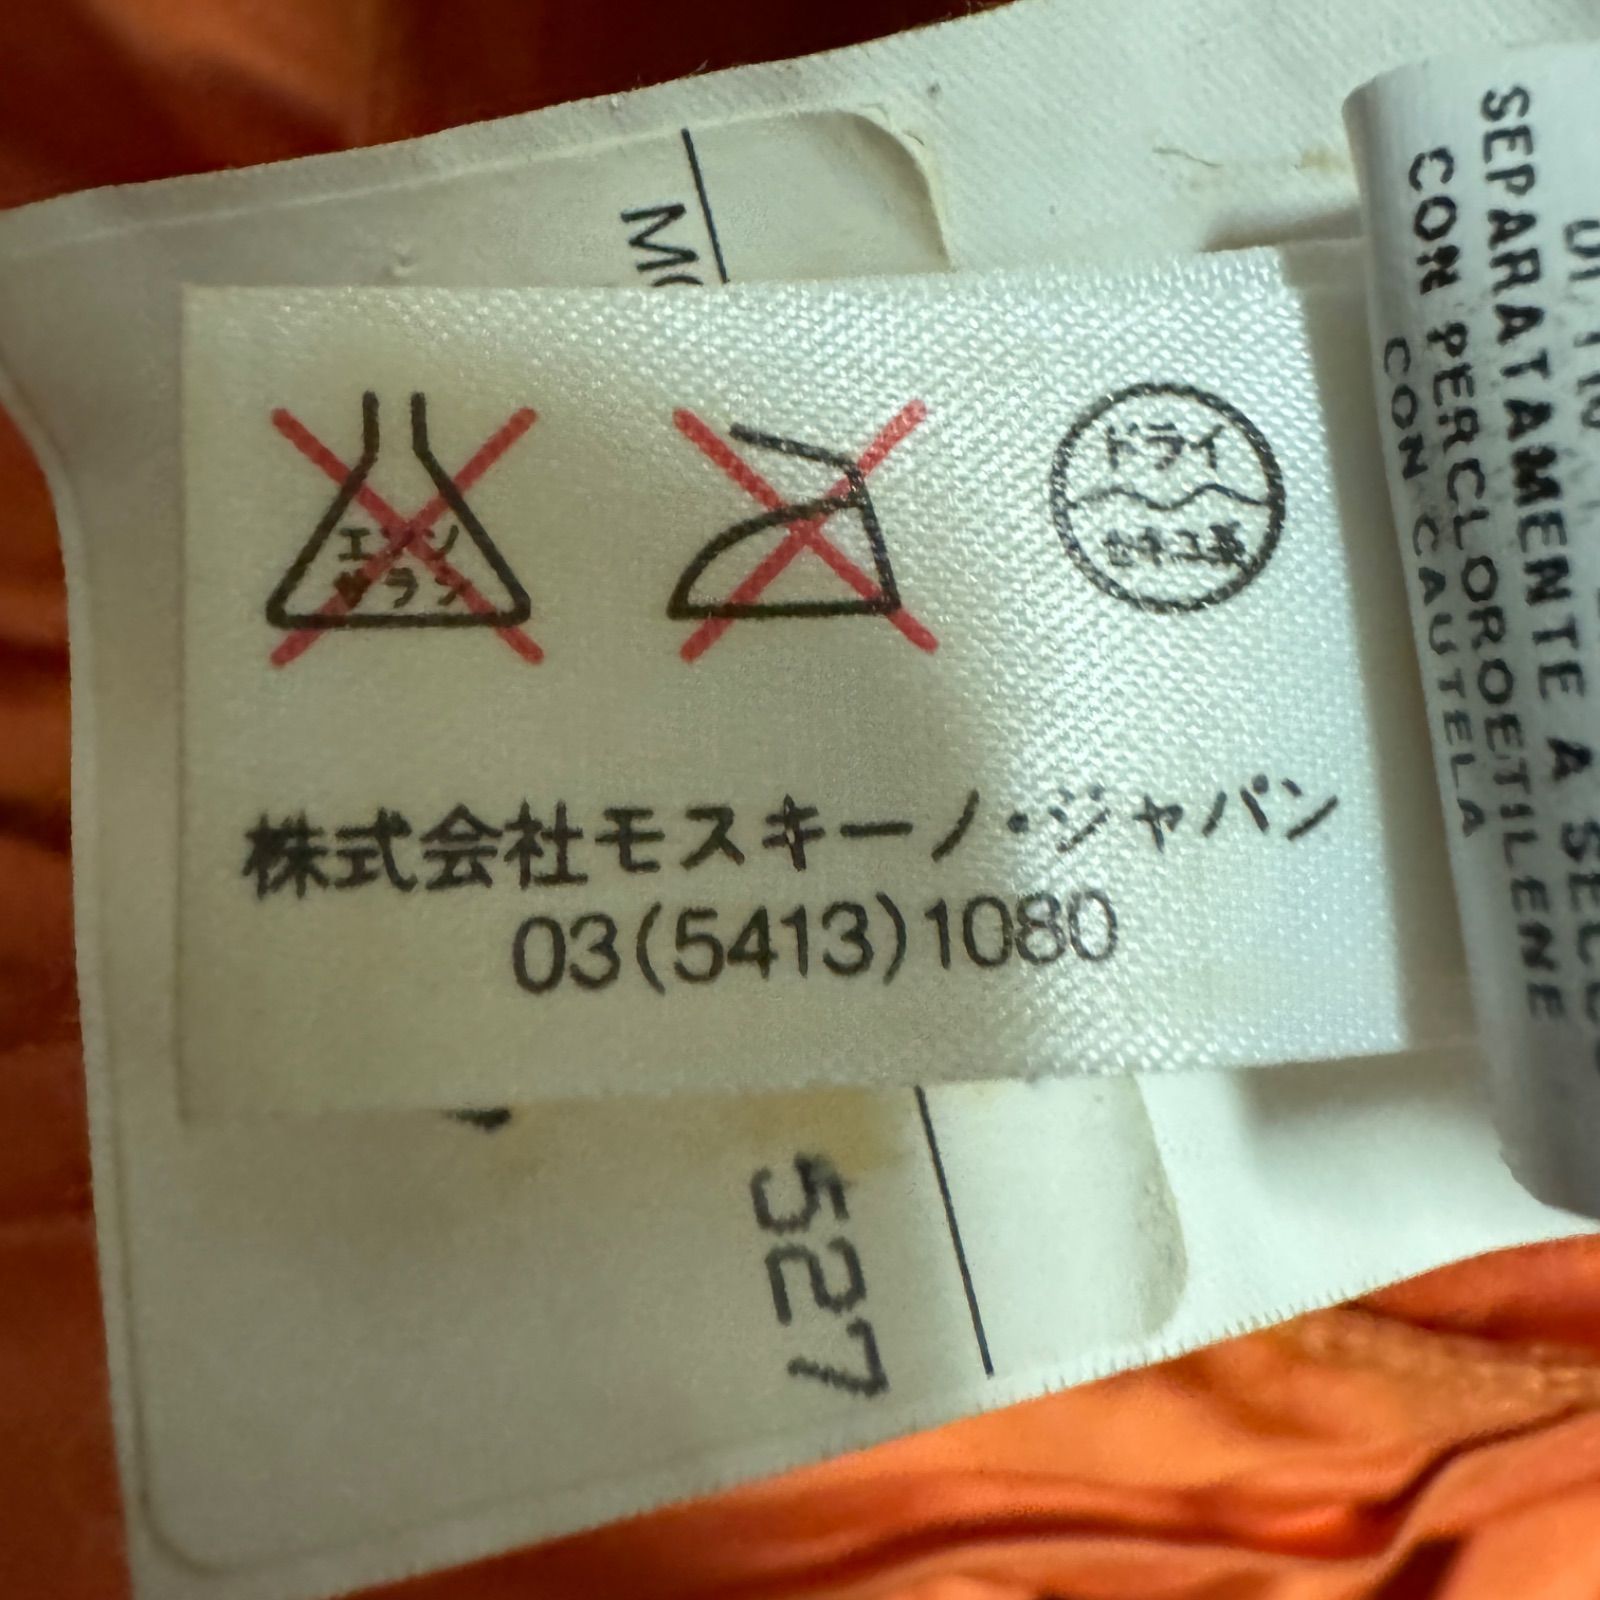 エンソ
サラシ
ドライ
セキユ系
株式会社モスキーノ・ジャパン
03(5413)1080
527
SEPARATAMENTE A
CON PERCLOROETILENE
CON CAUTELA